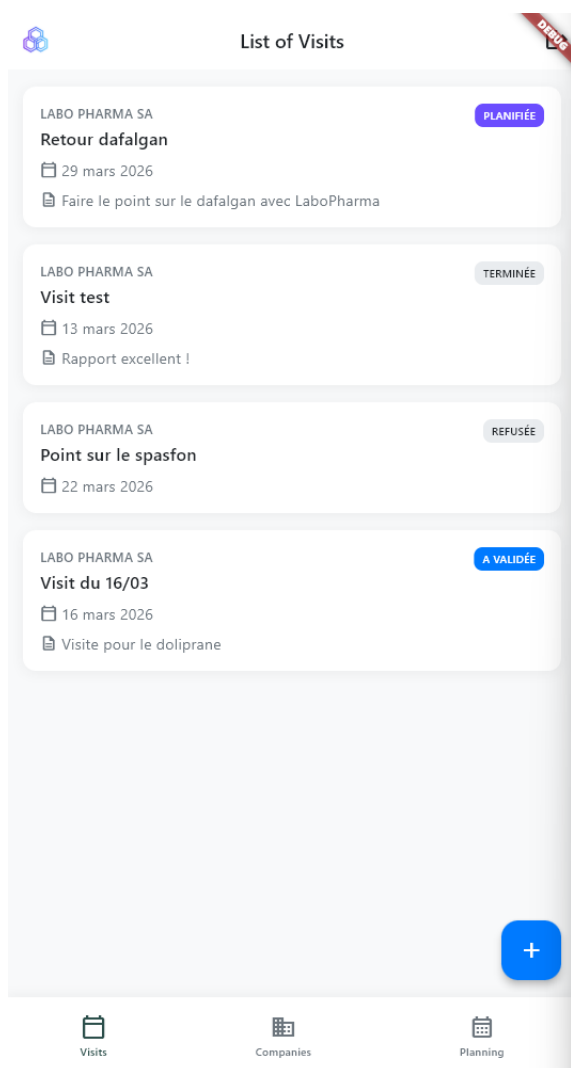 List of Visits
DEBUG
LABO PHARMA SA
PLANIFIÉE
Retour dafalgan
29 mars 2026
Faire le point sur le dafalgan avec LaboPharma
LABO PHARMA SA
TERMINÉE
Visit test
13 mars 2026
Rapport excellent !
LABO PHARMA SA
REFUSÉE
Point sur le spasfon
22 mars 2026
LABO PHARMA SA
A VALIDÉE
Visit du 16/03
16 mars 2026
Visite pour le doliprane
+
Visits
Companies
Planning